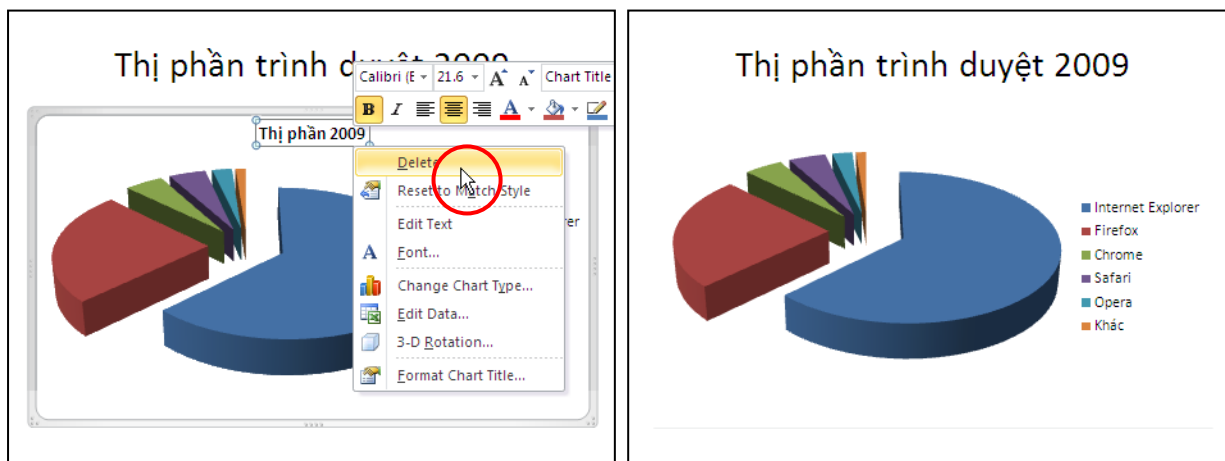 Thị phần trình duyệt 2009
Calibri (E 21.6 A A Chart Title
B I A
Thị phần 2009
Delete
Reset to Match Style
Edit Text
rer
A Font...
Change Chart Type...
Edit Data...
3-D Rotation...
Format Chart Title...
Thị phần trình duyệt 2009
Internet Explorer
Firefox
Chrome
Safari
Opera
Khác